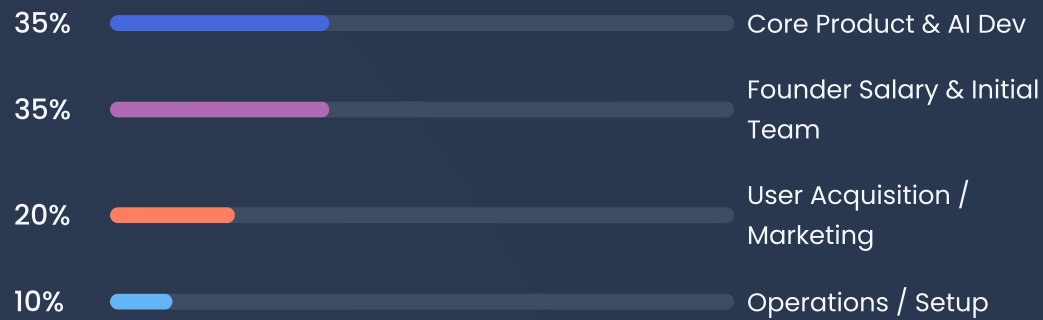 35% Core Product & AI Dev
35% Founder Salary & Initial
Team
20% User Acquisition /
Marketing
10% Operations / Setup